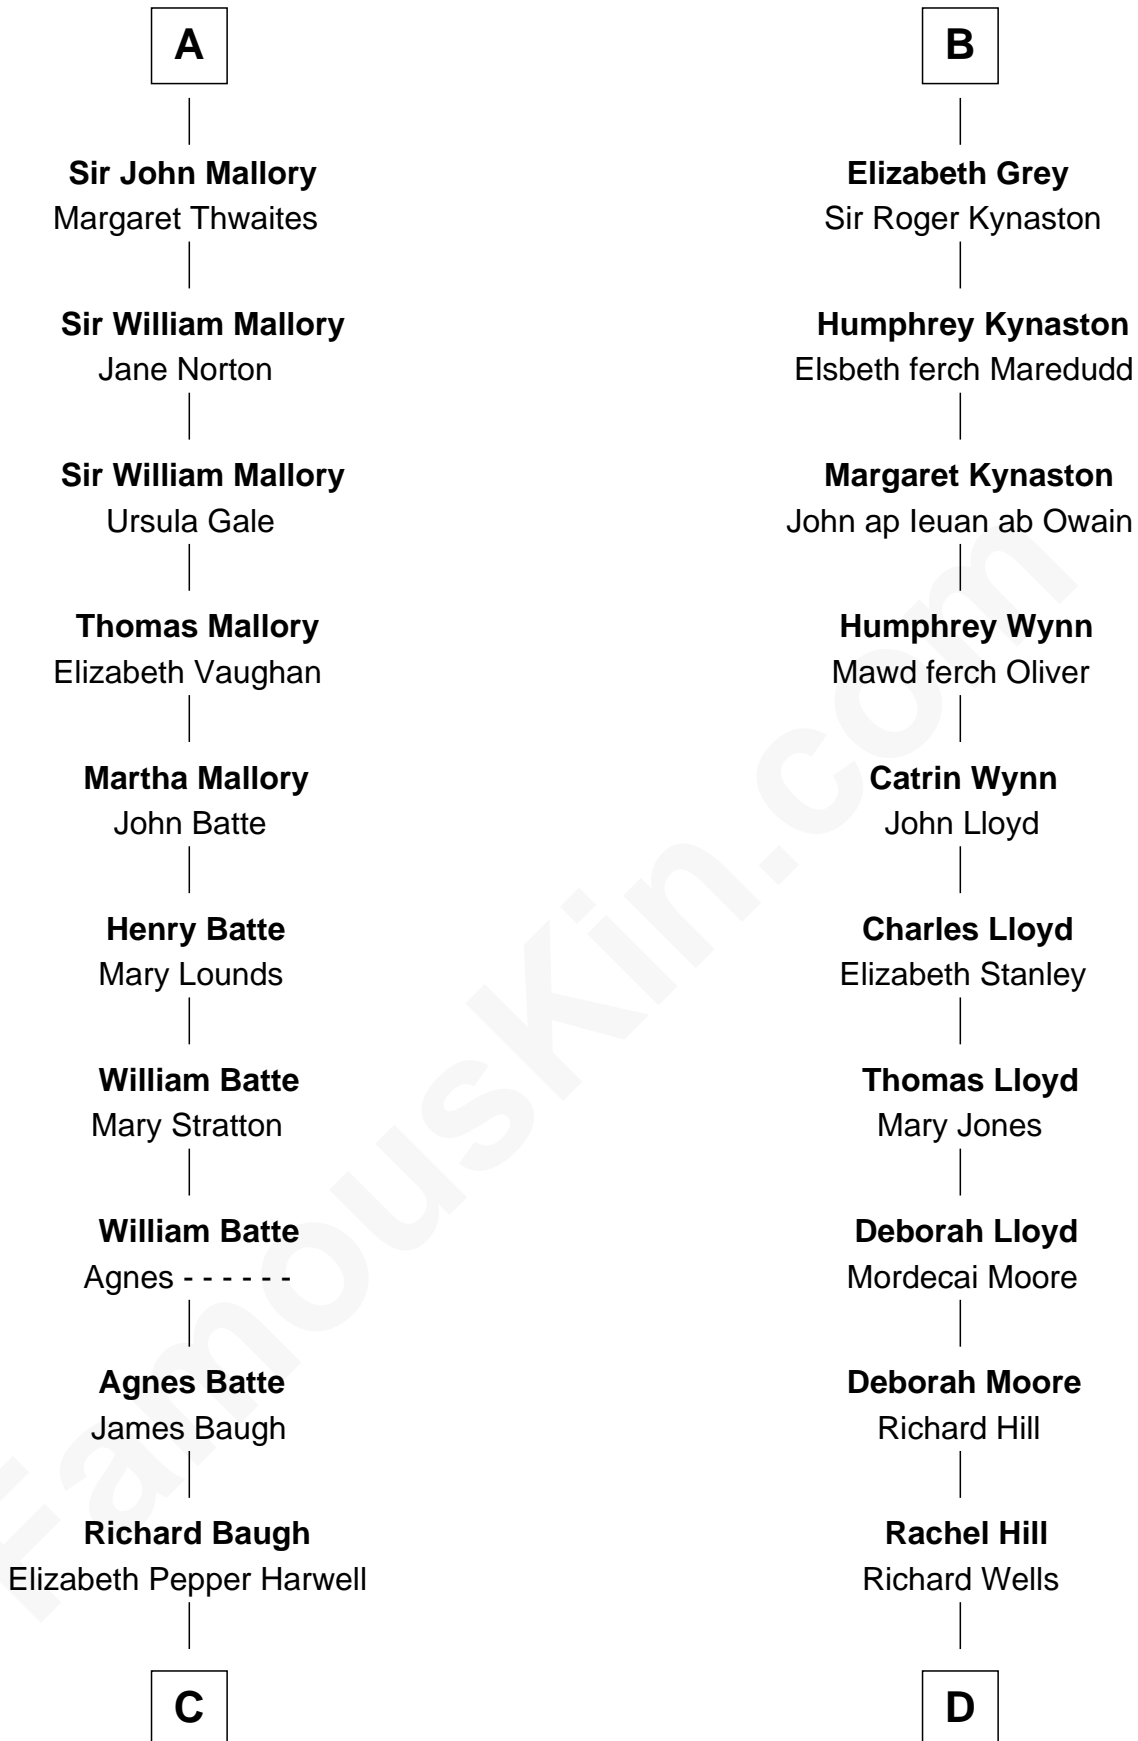 A
Sir John Mallory
Margaret Thwaites
Sir William Mallory
Jane Norton
Sir William Mallory
Ursula Gale
Thomas Mallory
Elizabeth Vaughan
Martha Mallory
John Batte
Henry Batte
Mary Lounds
William Batte
Mary Stratton
William Batte
Agnes - - - - - -
Agnes Batte
James Baugh
Richard Baugh
Elizabeth Pepper Harwell
C
B
Elizabeth Grey
Sir Roger Kynaston
Humphrey Kynaston
Elsbeth ferch Maredudd
Margaret Kynaston
John ap Ieuan ab Owain
Humphrey Wynn
Mawd ferch Oliver
Catrin Wynn
John Lloyd
Charles Lloyd
Elizabeth Stanley
Thomas Lloyd
Mary Jones
Deborah Lloyd
Mordecai Moore
Deborah Moore
Richard Hill
Rachel Hill
Richard Wells
D
FamousKin.com